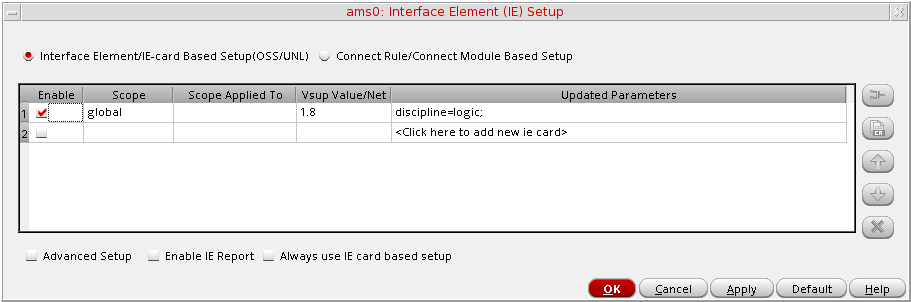 ams0: Interface Element (IE) Setup
Interface Element/IE-card Based Setup(OSS/UNL) Connect Rule/Connect Module Based Setup
Enable Scope Scope Applied To Vsup Value/Net Updated Parameters
1 global 1.8 discipline=logic;
2 <Click here to add new ie card>
Advanced Setup Enable IE Report Always use IE card based setup
OK Cancel Apply Default Help